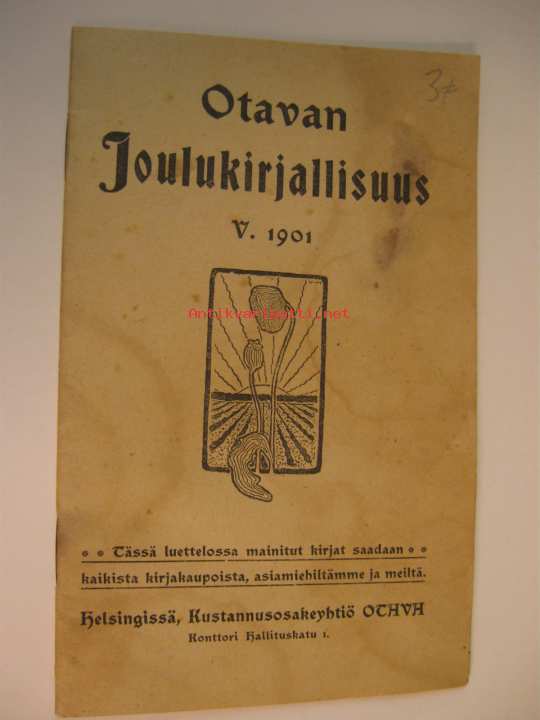 3
Otavan
Joulukirjallisuus
V. 1901
Antikvariaatti.net
Tässä luettelossa mainitut kirjat saadaan
kaikista kirjakaupoista, asiamiehiltämme ja meiltä.
Helsingissä, Kustannusosakeyhtiö OTAVA
Konttori Hallituskatu 1.